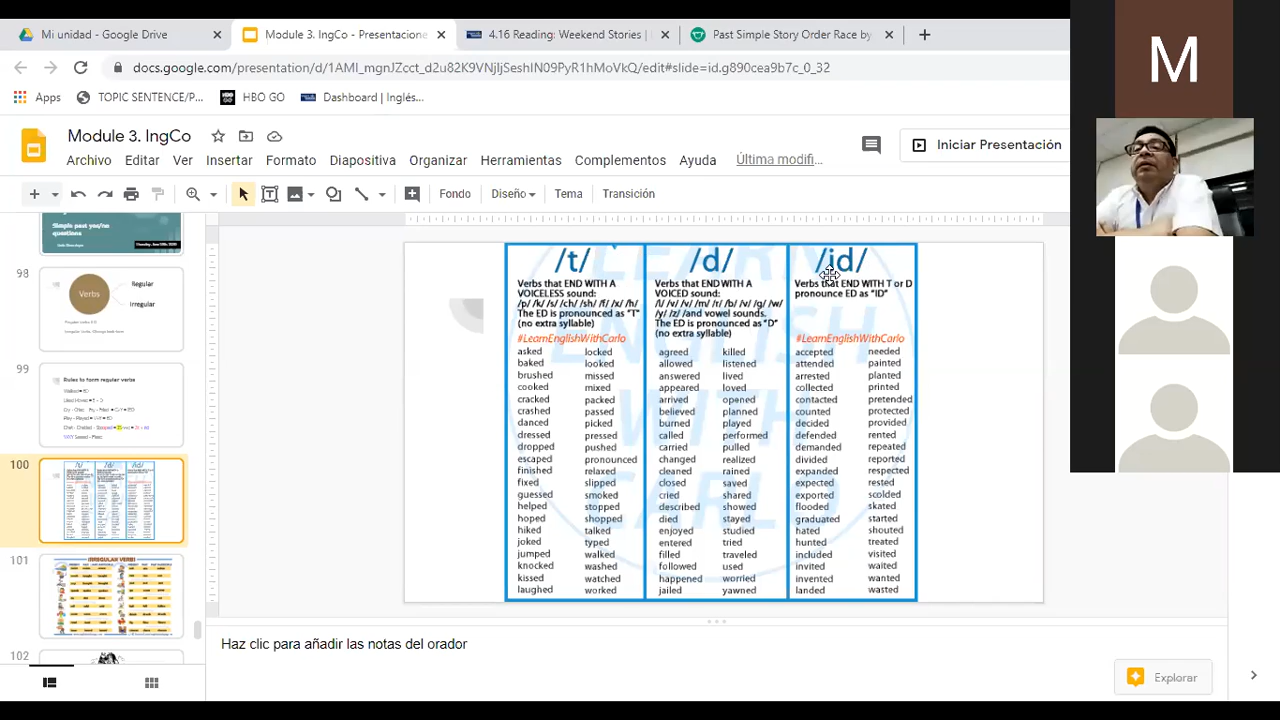 Mi unidad - Google Drive
Module 3. IngCo - Presentacione
4.16 Reading: Weekend Stories |
Past Simple Story Order Race by
docs.google.com/presentation/d/1AMI_mgnJZcct_d2u82K9VNjIjSeshIN09PyR1hMoVkQ/edit#slide=id.g890cea9b7c_0_32
Apps
TOPIC SENTENCE/P...
HBO GO
Dashboard | Inglés...
M
Module 3. IngCo
Archivo Editar Ver Insertar Formato Diapositiva Organizar Herramientas Complementos Ayuda Última modifi...
Iniciar Presentación
Fondo Diseño Tema Transición
Simple past yes/no
questions
98
Verbs
Regular
Irregular
99
Rules to form regular verbs
100
101
IRREGULAR VERBS
102
/t/
Verbs that END WITH A
VOICELESS sound:
/p/ /k/ /s/ /ch/ /sh/ /f/ /x/ /h/
The ED is pronounced as "T"
(no extra syllable)
#LearnEnglishWithCarlo
asked locked
baked looked
brushed missed
cooked mixed
cracked packed
crashed passed
danced picked
dressed pressed
dropped pushed
escaped pronounced
finished relaxed
fixed slipped
guessed smoked
helped stopped
hoped shopped
hiked talked
joked typed
jumped walked
knocked washed
kissed watched
laughed worked
/d/
Verbs that END WITH A
VOICED sound:
/l/ /v/ /n/ /m/ /r/ /b/ /v/ /g/ /w/
/y/ /z/ /and vowel sounds.
The ED is pronounced as "D"
(no extra syllable)
agreed killed
allowed listened
answered lived
appeared loved
arrived opened
believed planned
burned played
called performed
carried pulled
changed realized
cleaned rained
closed saved
cried shared
described showed
died stayed
enjoyed studied
entered tried
filled traveled
followed used
happened worried
jailed yawned
/id/
Verbs that END WITH T or D
pronounce ED as "ID"
#LearnEnglishWithCarlo
accepted needed
attended painted
arrested planted
collected printed
contacted pretended
counted protected
decided provided
defended rented
demanded repeated
divided reported
expanded respected
expected rested
exported scolded
flooded skated
graduated started
hated shouted
hunted treated
included visited
invited waited
invented wanted
landed wasted
LEARN
ENGLISH
WITH
CARLO
Haz clic para añadir las notas del orador
Explorar